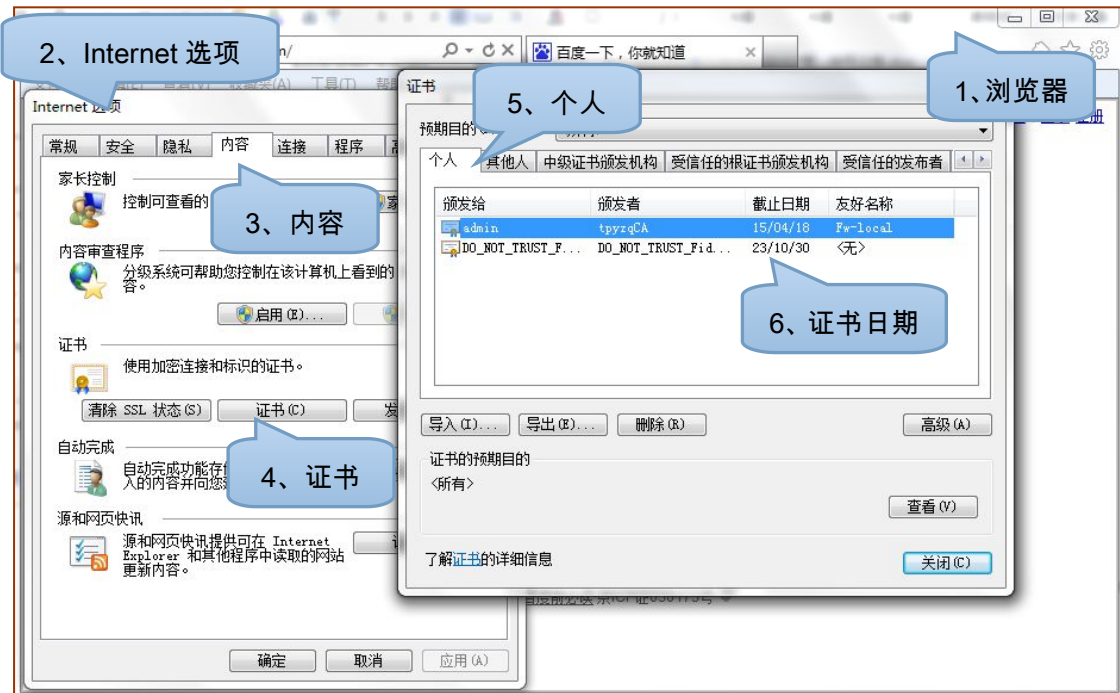 2、Internet 选项
1、浏览器
百度一下，你就知道
工具(T)
Internet 选项
常规
安全
隐私
内容
连接
程序
家长控制
控制可查看的
3、内容
内容审查程序
分级系统可帮助您控制在该计算机上看到的
容。
启用(E)...
证书
使用加密连接和标识的证书。
清除 SSL 状态(S)
证书(C)
4、证书
自动完成
自动完成功能存
入的内容并向您
源和网页快讯
源和网页快讯提供可在 Internet
Explorer 和其他程序中读取的网站
更新内容。
确定
取消
应用(A)
证书
5、个人
预期目的
个人
其他人
中级证书颁发机构
受信任的根证书颁发机构
受信任的发布者
颁发给
颁发者
截止日期
友好名称
admin
tpyzqCA
15/04/18
Fw-local
DO_NOT_TRUST_F...
DO_NOT_TRUST_Fid...
23/10/30
<无>
6、证书日期
导入(I)...
导出(E)...
删除(R)
高级(A)
证书的预期目的
<所有>
查看(V)
了解证书的详细信息
关闭(C)